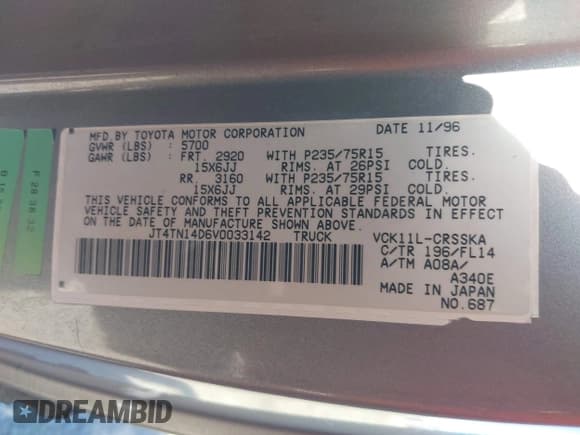 MFD. BY TOYOTA MOTOR CORPORATION DATE 11/96
GVWR (LBS) : 5700
GAWR (LBS) : FRT. 2920 WITH P235/75R15 TIRES.
15X6JJ RIMS. AT 26PSI COLD.
RR. 3160 WITH P235/75R15 TIRES.
15X6JJ RIMS. AT 29PSI COLD.
THIS VEHICLE CONFORMS TO ALL APPLICABLE FEDERAL MOTOR
VEHICLE SAFETY AND THEFT PREVENTION STANDARDS IN EFFECT
ON THE DATE OF MANUFACTURE SHOWN ABOVE.
JT4TN14D6V0033142 TRUCK VCK11L-CRSSKA
C/TR 196/FL14
A/TM A08A/
A340E
MADE IN JAPAN
NO.687
F 28 38 32
DREAMBID